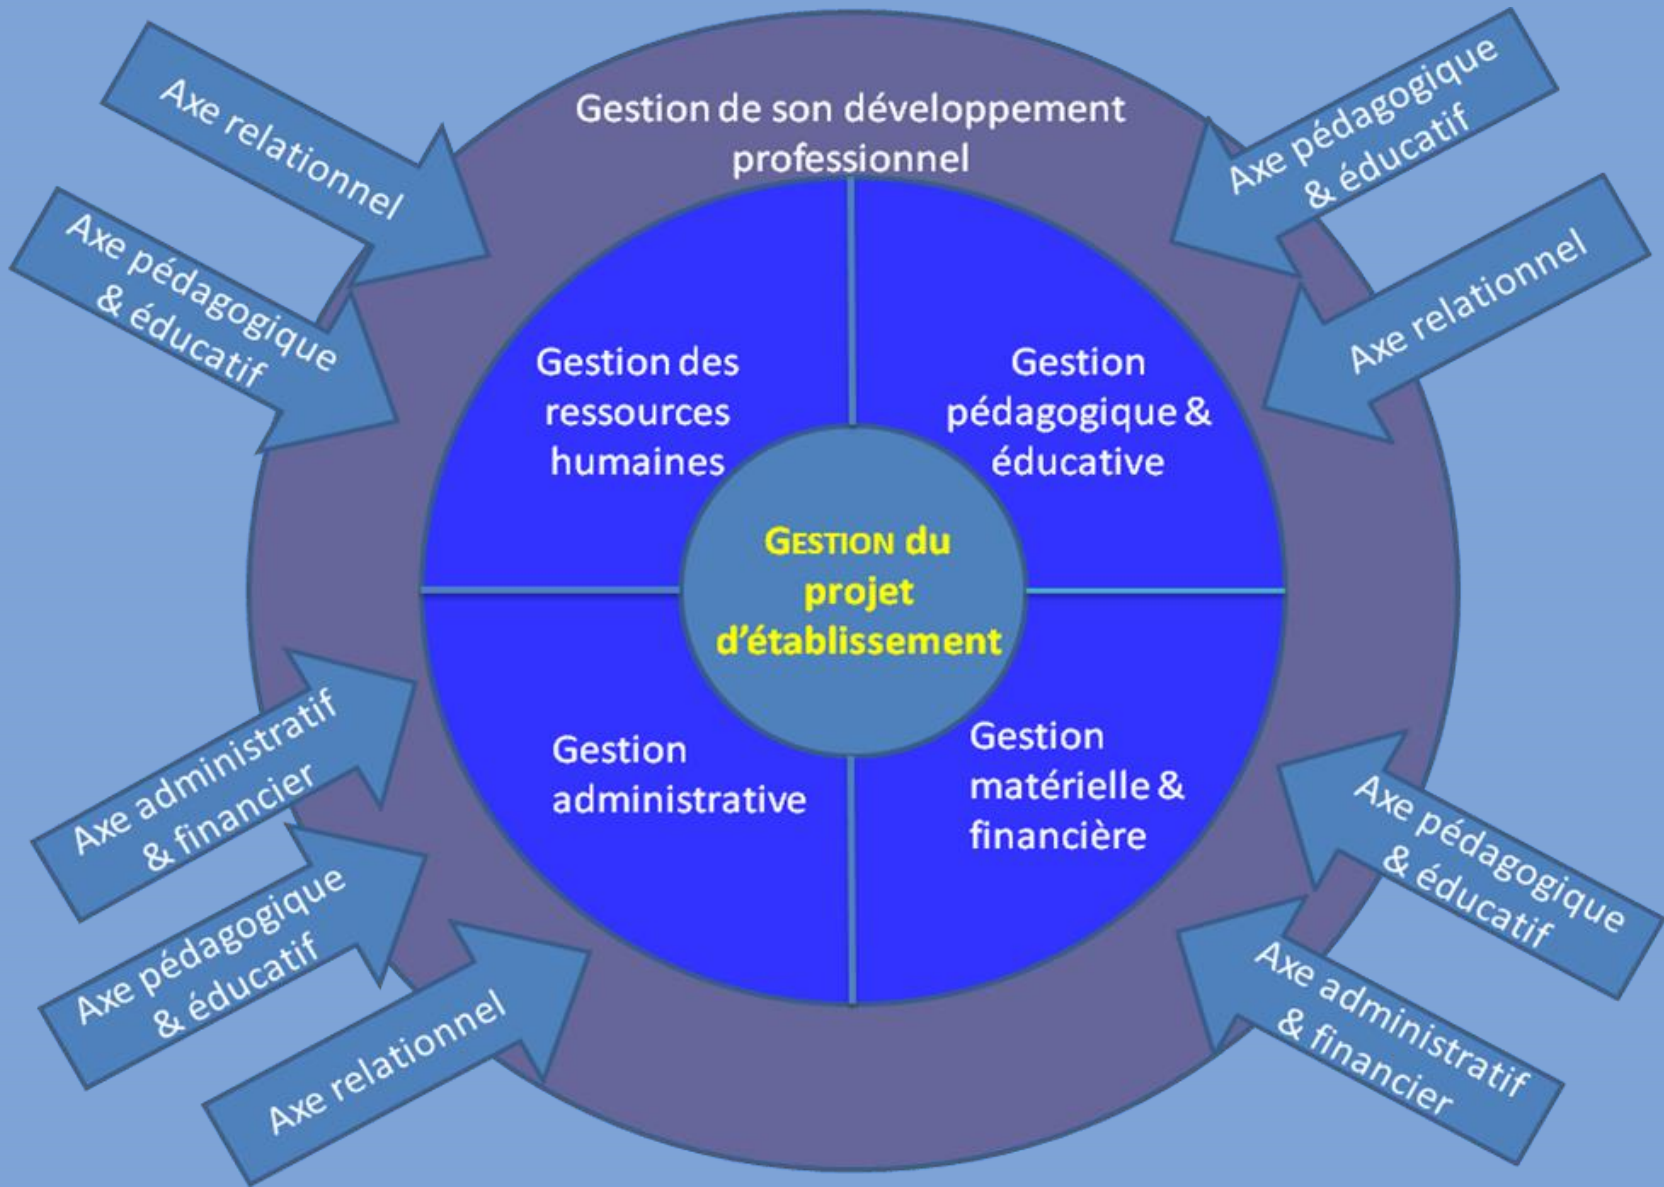 Gestion de son développement
professionnel
Axe relationnel
Axe pédagogique
& éducatif
Axe pédagogique
& éducatif
Axe relationnel
Gestion des
ressources
humaines
Gestion
pédagogique &
éducative
GESTION du
projet
d'établissement
Gestion
administrative
Gestion
matérielle &
financière
Axe administratif
& financier
Axe pédagogique
& éducatif
Axe relationnel
Axe pédagogique
& éducatif
Axe administratif
& financier